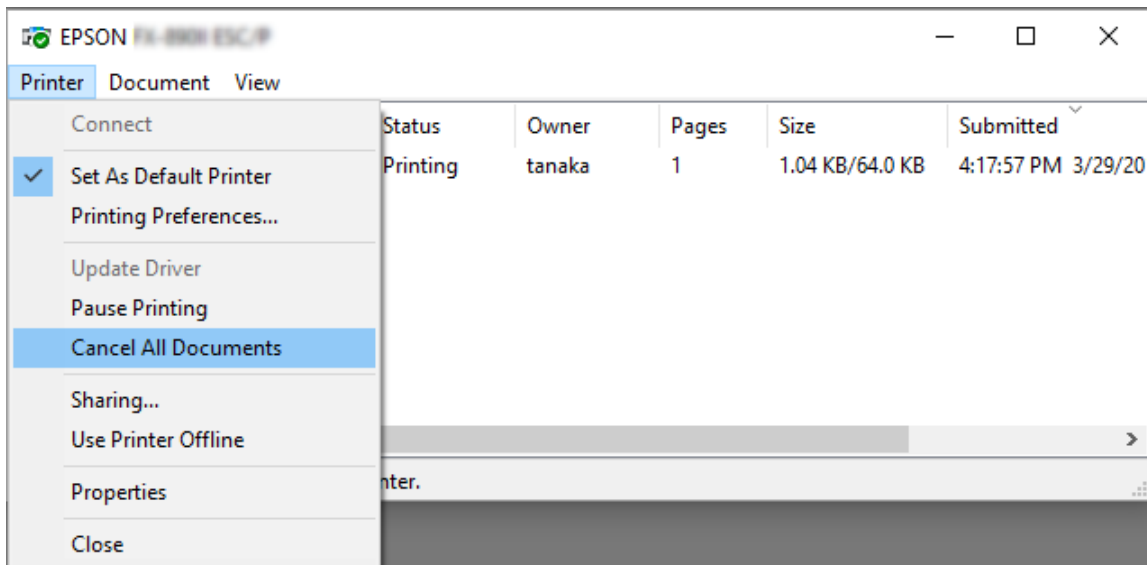 EPSON
Printer Document View
Connect
Set As Default Printer
Printing Preferences...
Update Driver
Pause Printing
Cancel All Documents
Sharing...
Use Printer Offline
Properties
Close
Status Owner Pages Size Submitted
Printing tanaka 1 1.04 KB/64.0 KB 4:17:57 PM 3/29/20
nter.